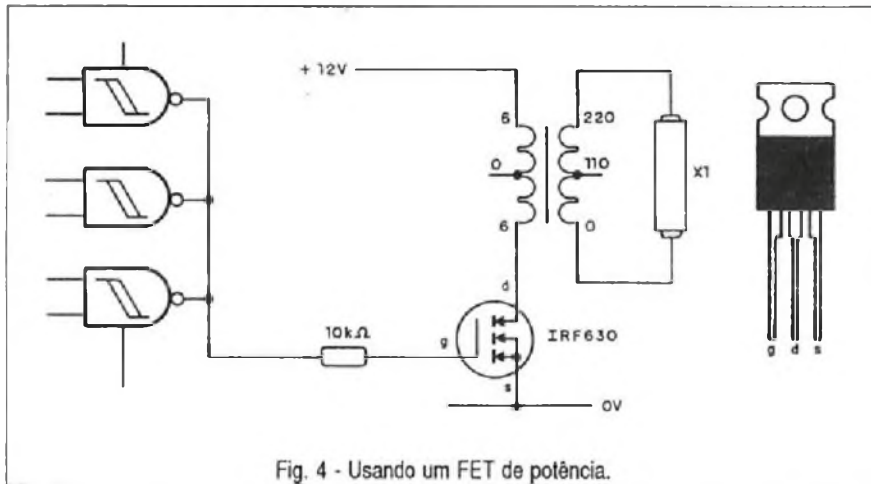 + 12V
6
0
6
220
110
0
X1
d
10kΩ
g
IRF630
s
0V
g d s
Fig. 4 - Usando um FET de potência.